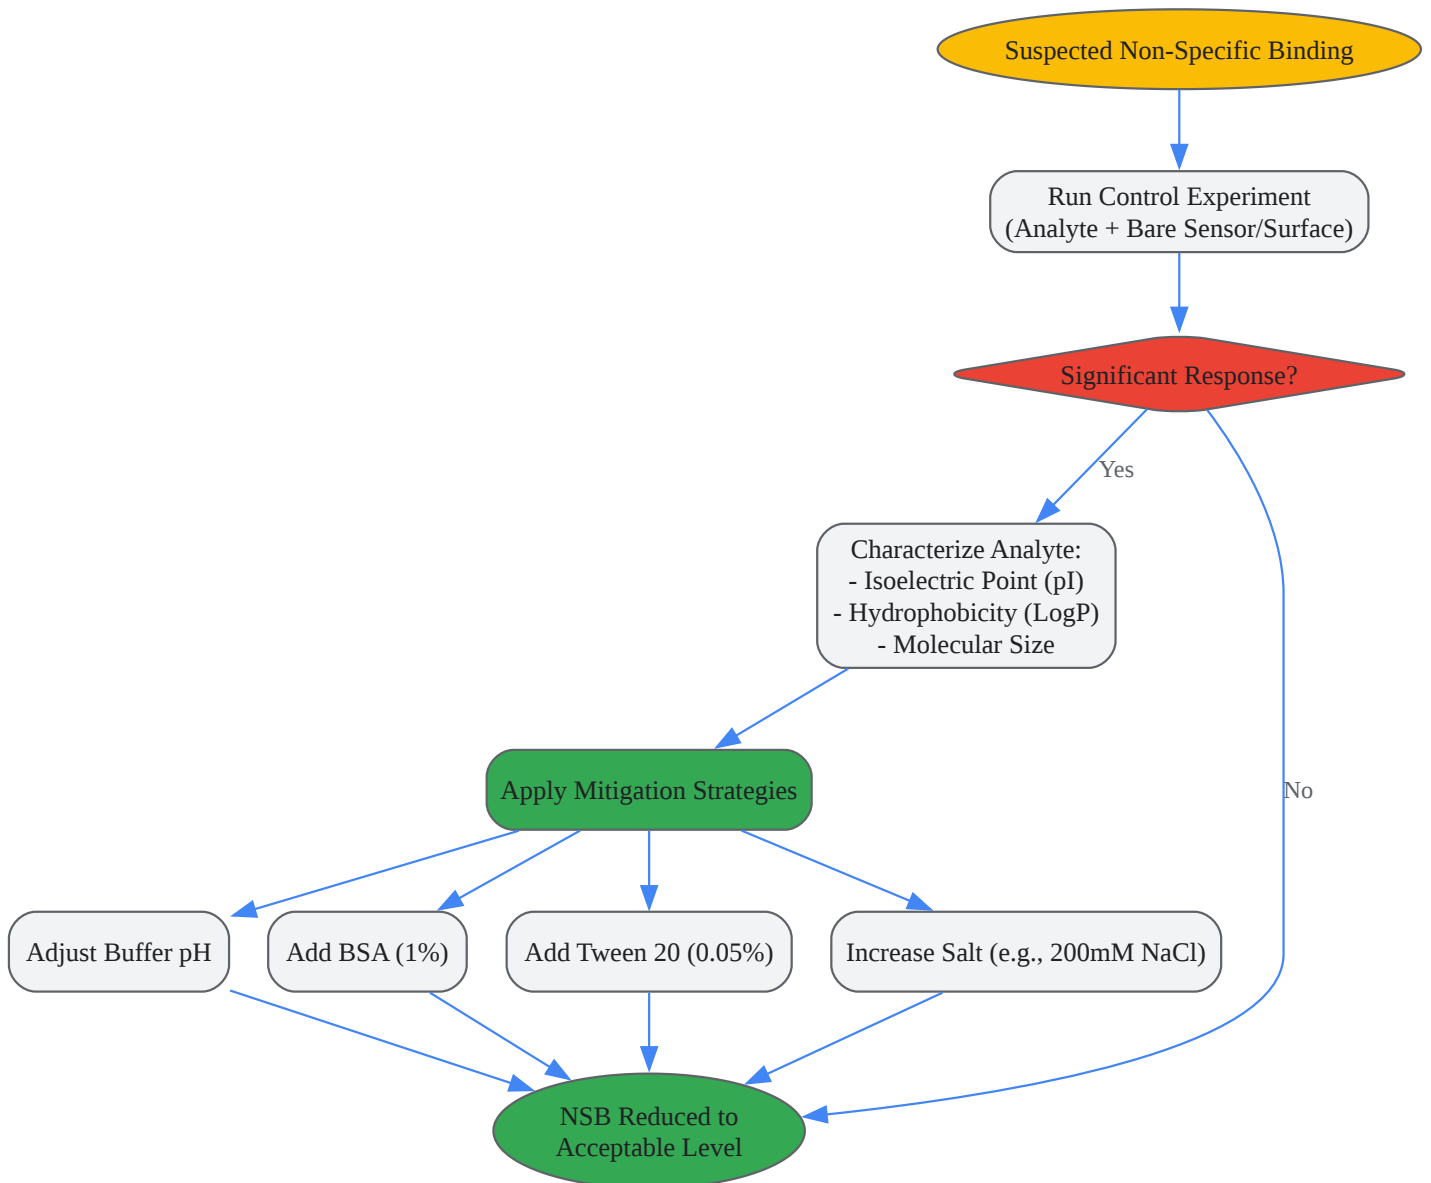 Suspected Non-Specific Binding
Run Control Experiment
(Analyte + Bare Sensor/Surface)
Significant Response?
Yes
Characterize Analyte:
- Isoelectric Point (pI)
- Hydrophobicity (LogP)
- Molecular Size
Apply Mitigation Strategies
No
Adjust Buffer pH
Add BSA (1%)
Add Tween 20 (0.05%)
Increase Salt (e.g., 200mM NaCl)
NSB Reduced to
Acceptable Level